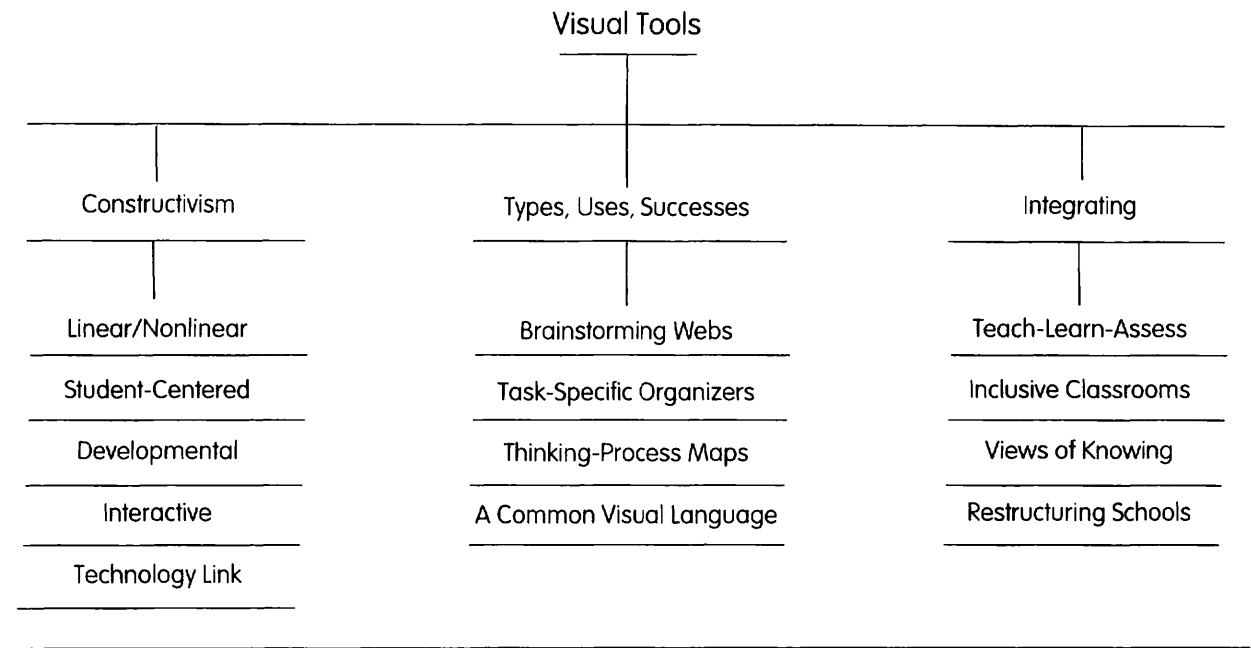 Visual Tools
Constructivism
Types, Uses, Successes
Integrating
Linear/Nonlinear
Student-Centered
Developmental
Interactive
Technology Link
Brainstorming Webs
Task-Specific Organizers
Thinking-Process Maps
A Common Visual Language
Teach-Learn-Assess
Inclusive Classrooms
Views of Knowing
Restructuring Schools